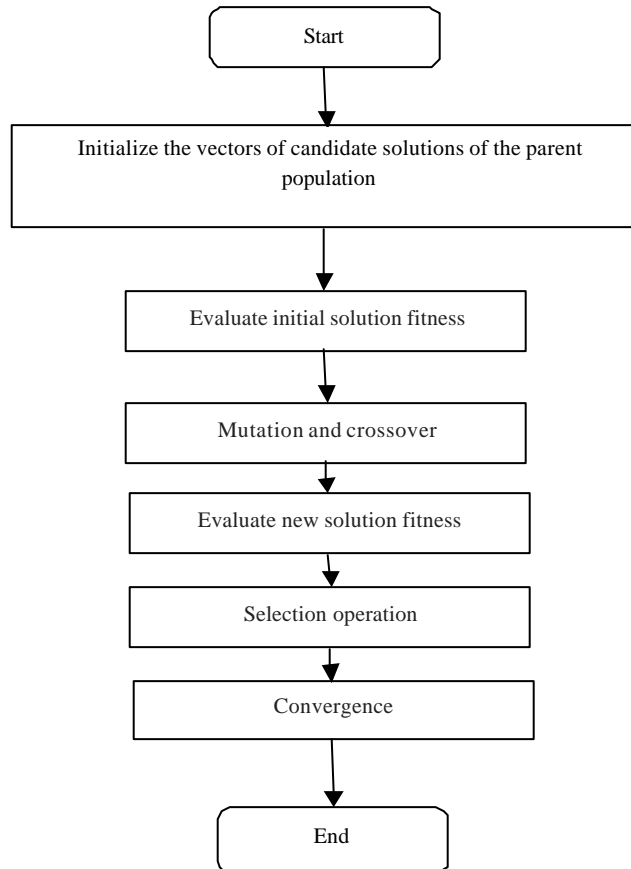 Start
Initialize the vectors of candidate solutions of the parent
population
Evaluate initial solution fitness
Mutation and crossover
Evaluate new solution fitness
Selection operation
Convergence
End